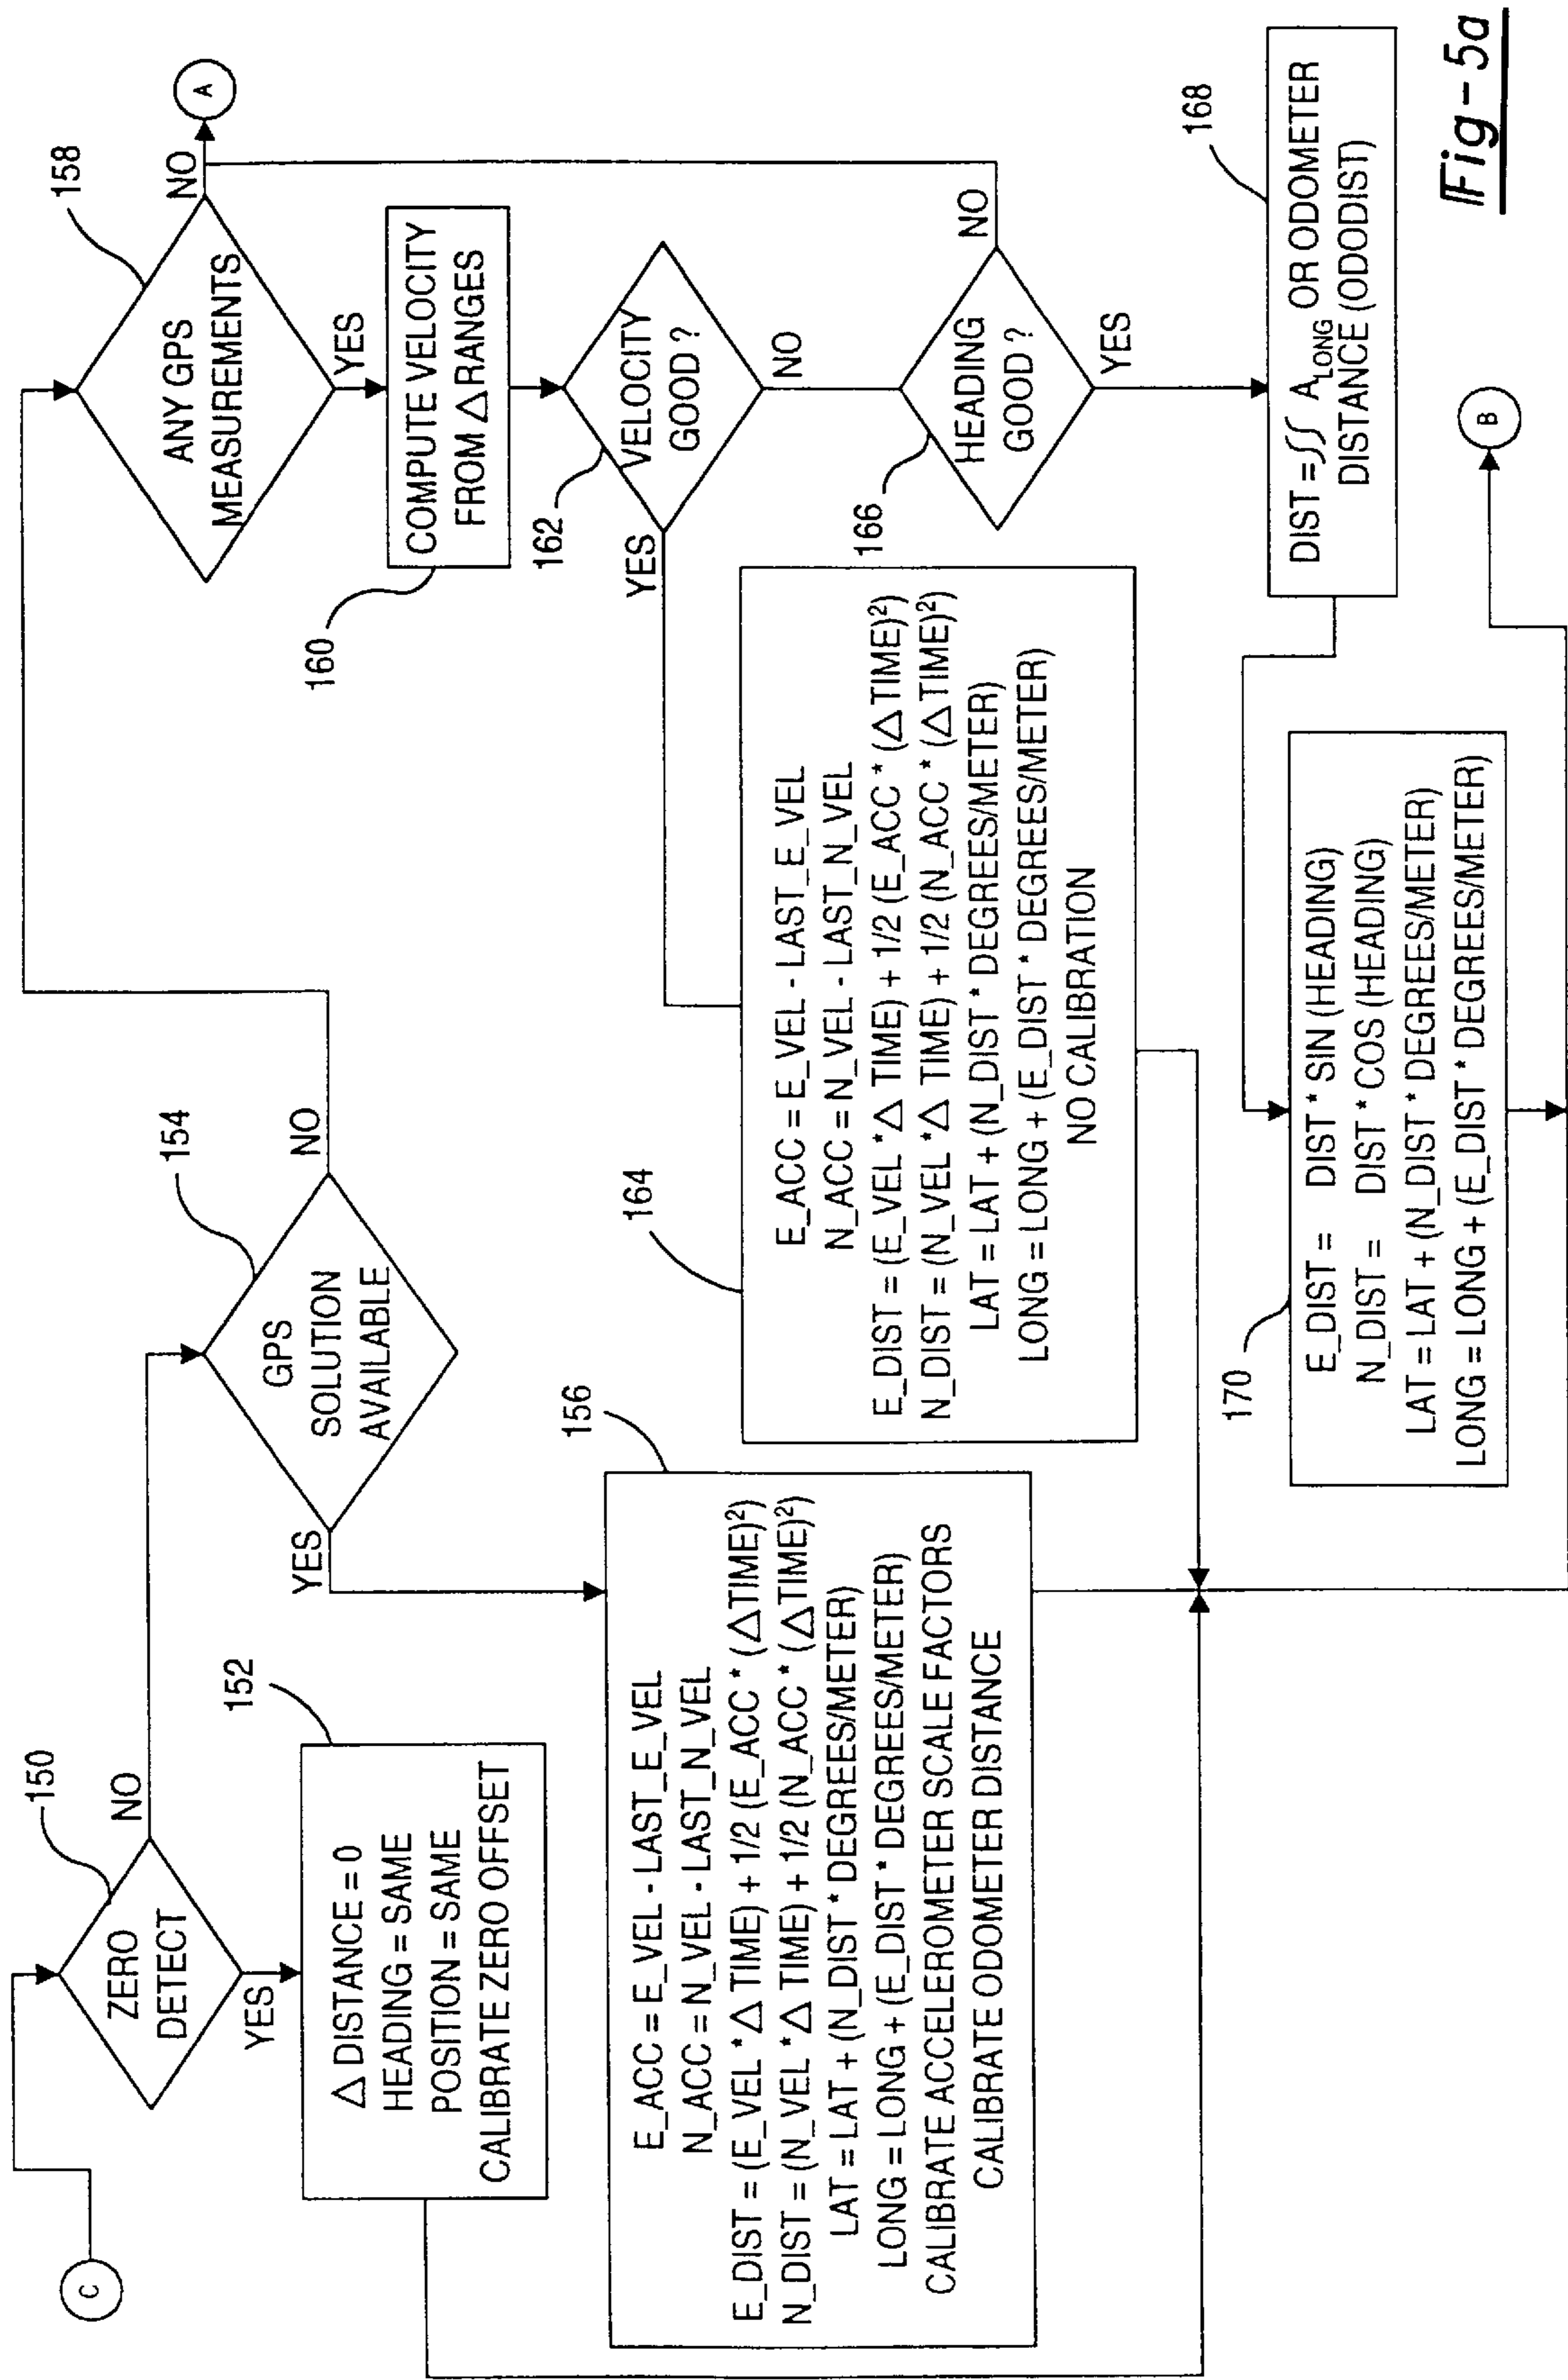 C
150
ZERO
DETECT
NO
YES
152
△ DISTANCE = 0
HEADING = SAME
POSITION = SAME
CALIBRATE ZERO OFFSET
154
GPS
SOLUTION
AVAILABLE
NO
YES
156
E_ACC = E_VEL - LAST_E_VEL
N_ACC = N_VEL - LAST_N_VEL
E_DIST = (E_VEL *△ TIME) + 1/2 (E_ACC * (△TIME)²)
N_DIST = (N_VEL *△ TIME) + 1/2 (N_ACC * (△TIME)²)
LAT = LAT + (N_DIST * DEGREES/METER)
LONG = LONG + (E_DIST * DEGREES/METER)
CALIBRATE ACCELEROMETER SCALE FACTORS
CALIBRATE ODOMETER DISTANCE
158
ANY GPS
MEASUREMENTS
NO
A
YES
160
COMPUTE VELOCITY
FROM △ RANGES
162
VELOCITY
GOOD ?
YES
NO
164
E_ACC = E_VEL - LAST_E_VEL
N_ACC = N_VEL - LAST_N_VEL
E_DIST = (E_VEL *△ TIME) + 1/2 (E_ACC * (△ TIME)²)
N_DIST = (N_VEL *△ TIME) + 1/2 (N_ACC * (△ TIME)²)
LAT = LAT + (N_DIST * DEGREES/METER)
LONG = LONG + (E_DIST * DEGREES/METER)
NO CALIBRATION
166
HEADING
GOOD ?
NO
YES
168
DIST = ∫∫∫ A_LONG OR ODOMETER
DISTANCE (ODODIST)
170
E_DIST = DIST * SIN (HEADING)
N_DIST = DIST * COS (HEADING)
LAT = LAT + (N_DIST * DEGREES/METER)
LONG = LONG + (E_DIST * DEGREES/METER)
B
Fig-5a